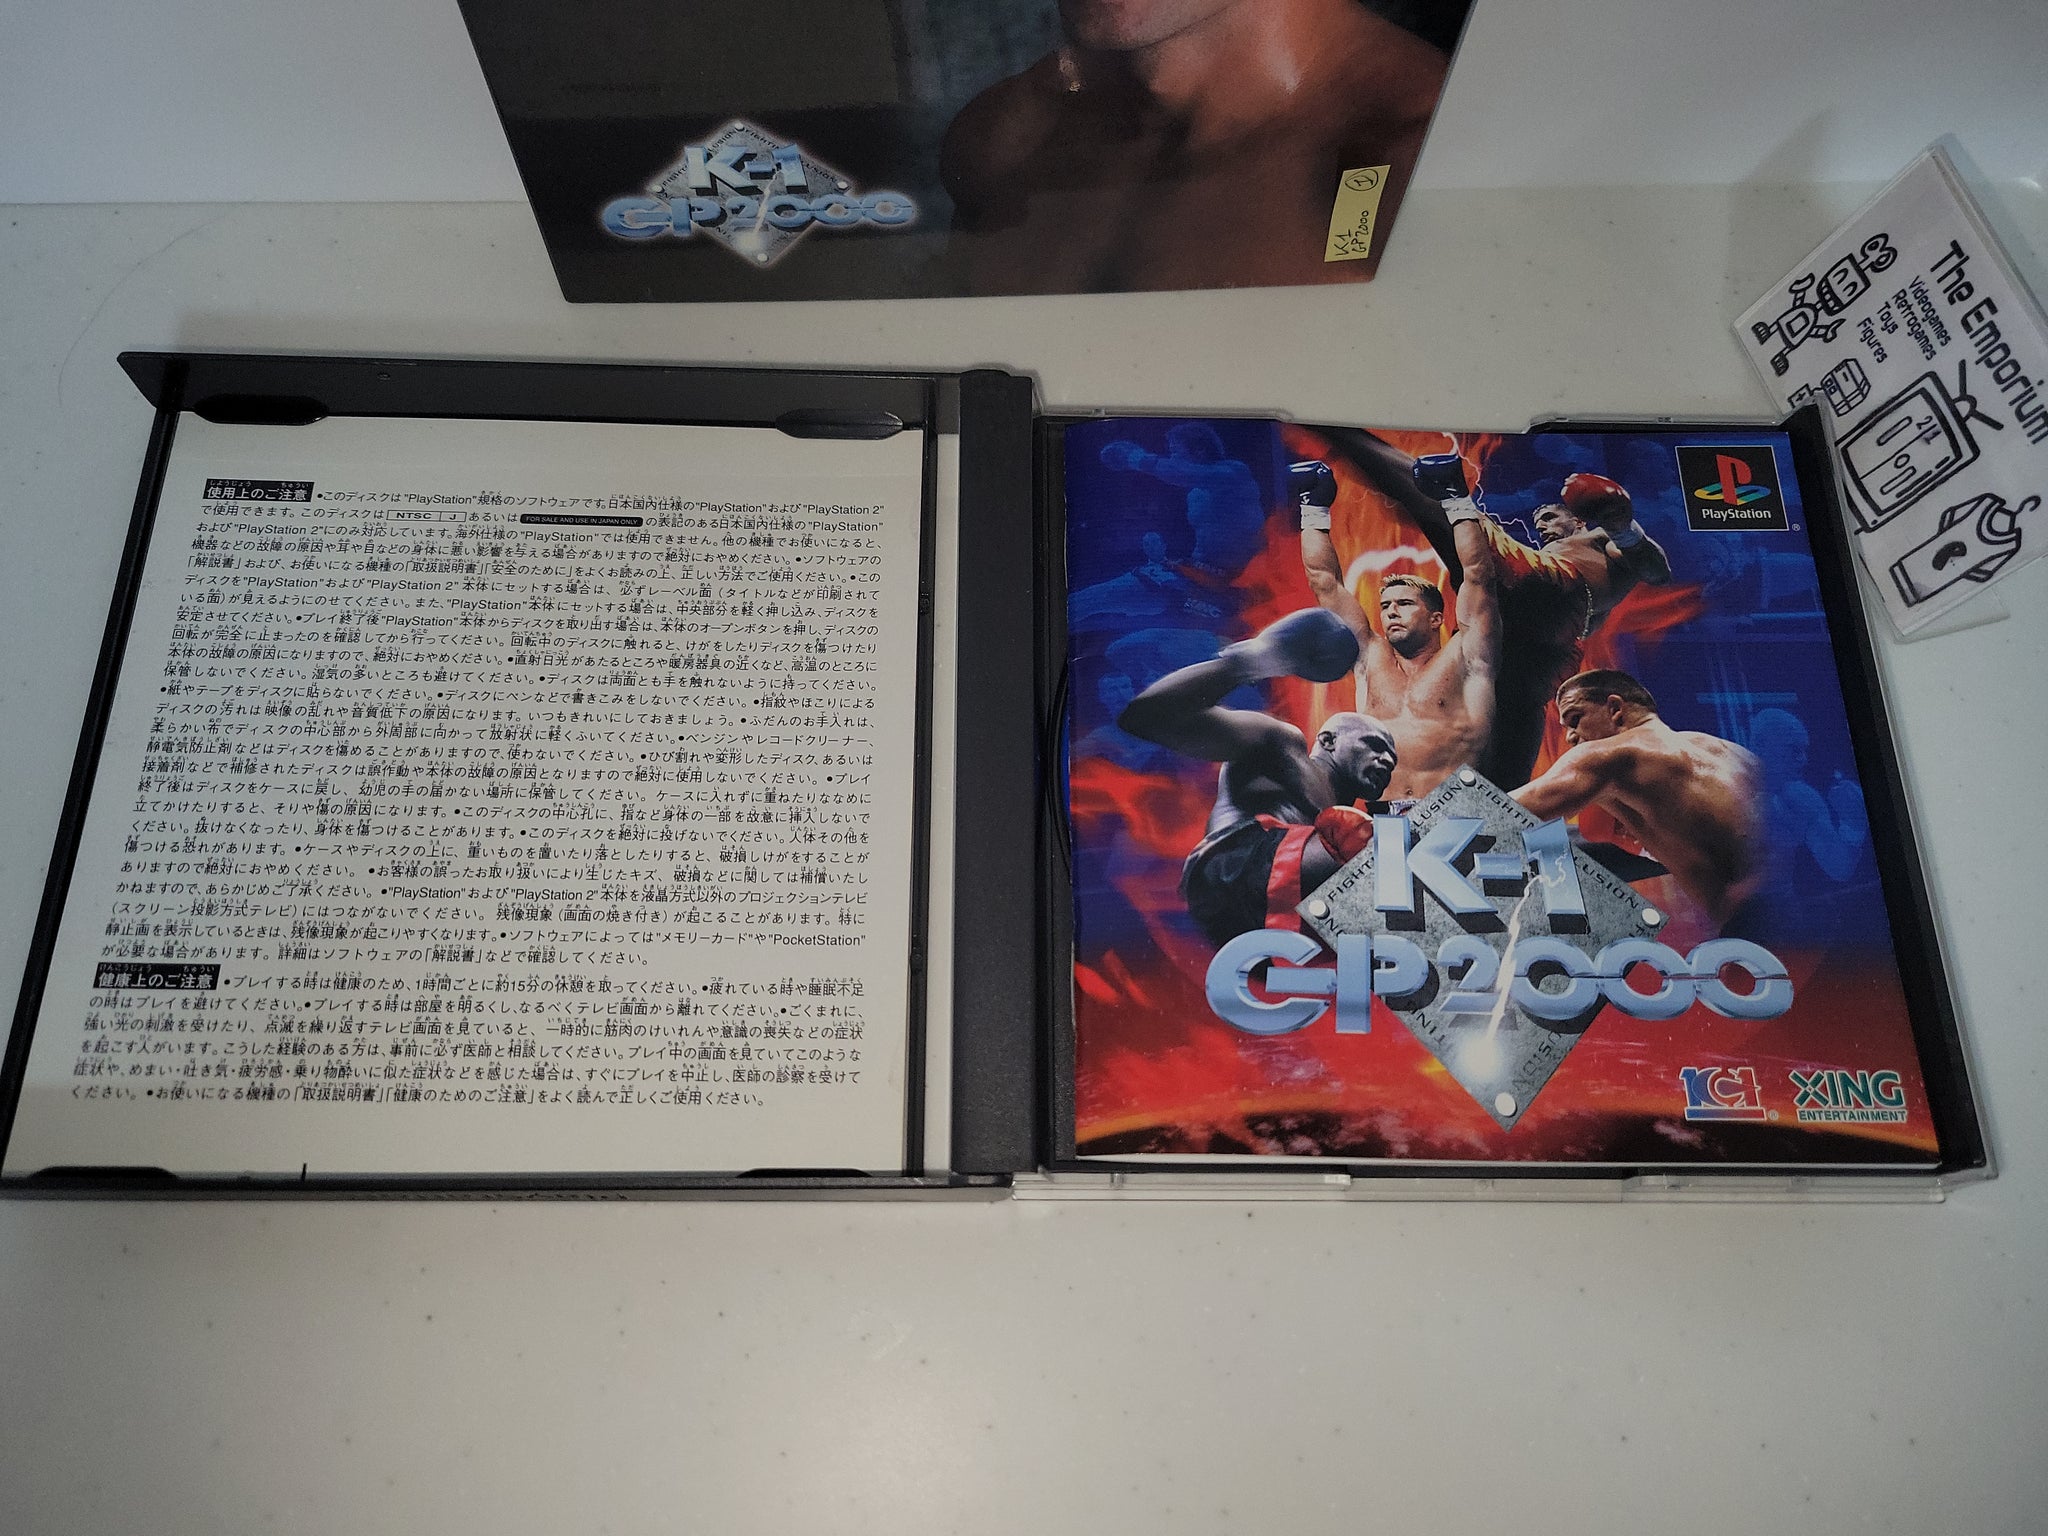 K-1
GP2000
K1
GP 2000
The Emporium
Videogames
Retrogames
Toys
Figures
使用上のご注意 ●このディスクは"PlayStation"規格のソフトウェアです。日本国内仕様の"PlayStation"および"PlayStation 2"
で使用できます。このディスクは NTSC J あるいは FOR SALE AND USE IN JAPAN ONLY の表記のある日本国内仕様の"PlayStation"
および"PlayStation 2"にのみ対応しています。海外仕様の"PlayStation"では使用できません。他の機種でお使いになると、
機器などの故障の原因や耳や目などの身体に悪い影響を与える場合がありますので絶対におやめください。●ソフトウェアの
「解説書」および、お使いになる機種の「取扱説明書」「安全のために」をよくお読みの上、正しい方法でご使用ください。●この
ディスクを"PlayStation"および"PlayStation 2"本体にセットする場合は、必ずレーベル面（タイトルなどが印刷されて
いる面）が見えるようにのせてください。また、"PlayStation"本体にセットする場合は、中央部分を軽く押し込み、ディスクを
安定させてください。●プレイ終了後"PlayStation"本体からディスクを取り出す場合は、本体のオープンボタンを押し、ディスクの
回転が完全に止まったのを確認してから行ってください。回転中のディスクに触れると、けがをしたりディスクを傷つけたり
本体の故障の原因になりますので、絶対におやめください。●直射日光があたるところや暖房器具の近くなど、高温のところに
保管しないでください。湿気の多いところも避けてください。●ディスクは両面とも手を触れないように持ってください。
●紙やテープをディスクに貼らないでください。●ディスクにペンなどで書きこみをしないでください。●指紋やほこりによる
ディスクの汚れは映像の乱れや音質低下の原因になります。いつもきれいにしておきましょう。●ふだんのお手入れは、
柔らかい布でディスクの中心部から外周部に向かって放射状に軽くふいてください。●ベンジンやレコードクリーナー、
静電気防止剤などはディスクを傷めることがありますので、使わないでください。●ひび割れや変形したディスク、あるいは
接着剤などで補修されたディスクは誤作動や本体の故障の原因となりますので絶対に使用しないでください。●プレイ
終了後はディスクをケースに戻し、幼児の手の届かない場所に保管してください。ケースに入れずに重ねたりななめに
立てかけたりすると、そりや傷の原因になります。●このディスクの中心孔に、指など身体の一部を故意に挿入しないで
ください。抜けなくなったり、身体を傷つけることがあります。●このディスクを絶対に投げないでください。人体その他を
傷つける恐れがあります。●ケースやディスクの上に、重いものを置いたり落としたりすると、破損しけがをすることが
ありますので絶対におやめください。●お客様の誤ったお取り扱いにより生じたキズ、破損などに関しては補償いたし
かねますので、あらかじめご了承ください。●"PlayStation"および"PlayStation 2"本体を液晶方式以外のプロジェクションテレビ
（スクリーン投影方式テレビ）にはつながないでください。残像現象（画面の焼き付き）が起こることがあります。特に
静止画を表示しているときは、残像現象が起こりやすくなります。●ソフトウェアによっては"メモリーカード"や"PocketStation"
が必要な場合があります。詳細はソフトウェアの「解説書」などで確認してください。
健康上のご注意 ●プレイする時は健康のため、1時間ごとに約15分の休憩を取ってください。●疲れている時や睡眠不足
の時はプレイを避けてください。●プレイする時は部屋を明るくし、なるべくテレビ画面から離れてください。●ごくまれに、
強い光の刺激を受けたり、点滅を繰り返すテレビ画面を見ていると、一時的に筋肉のけいれんや意識の喪失などの症状
を起こす人がいます。こうした経験のある方は、事前に必ず医師と相談してください。プレイ中の画面を見ていてこのような
症状や、めまい・吐き気・疲労感・乗り物酔いに似た症状などを感じた場合は、すぐにプレイを中止し、医師の診察を受けて
ください。●お使いになる機種の「取扱説明書」「健康のためのご注意」をよく読んで正しくご使用ください。
PlayStation
K-1
GP2000
XING
ENTERTAINMENT